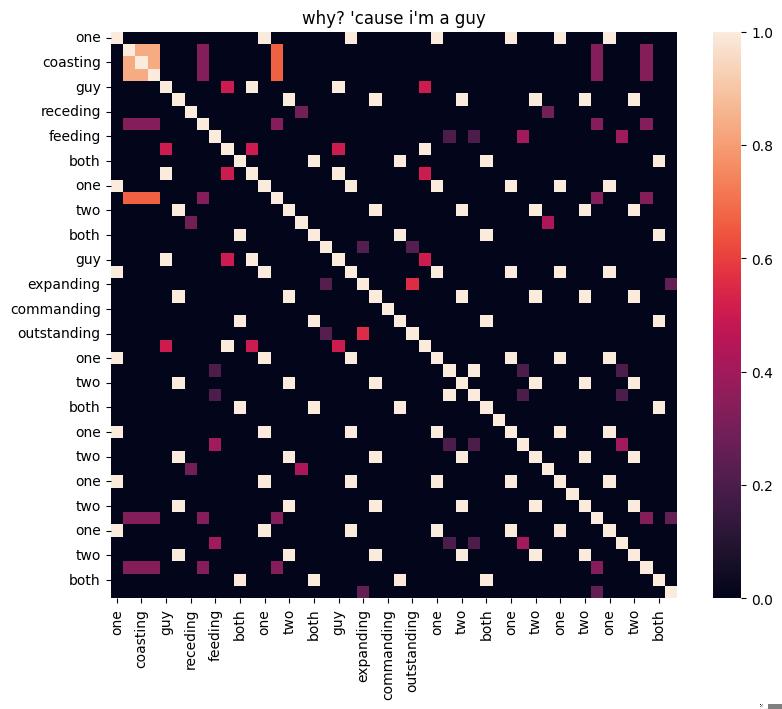 why? 'cause i'm a guy
one
coasting
guy
receding
feeding
both
one
two
both
guy
expanding
commanding
outstanding
one
two
both
one
two
one
two
one
two
both
one
coasting
guy
receding
feeding
both
one
two
both
guy
expanding
commanding
outstanding
one
two
both
one
two
one
two
one
two
both
1.0
0.8
0.6
0.4
0.2
0.0